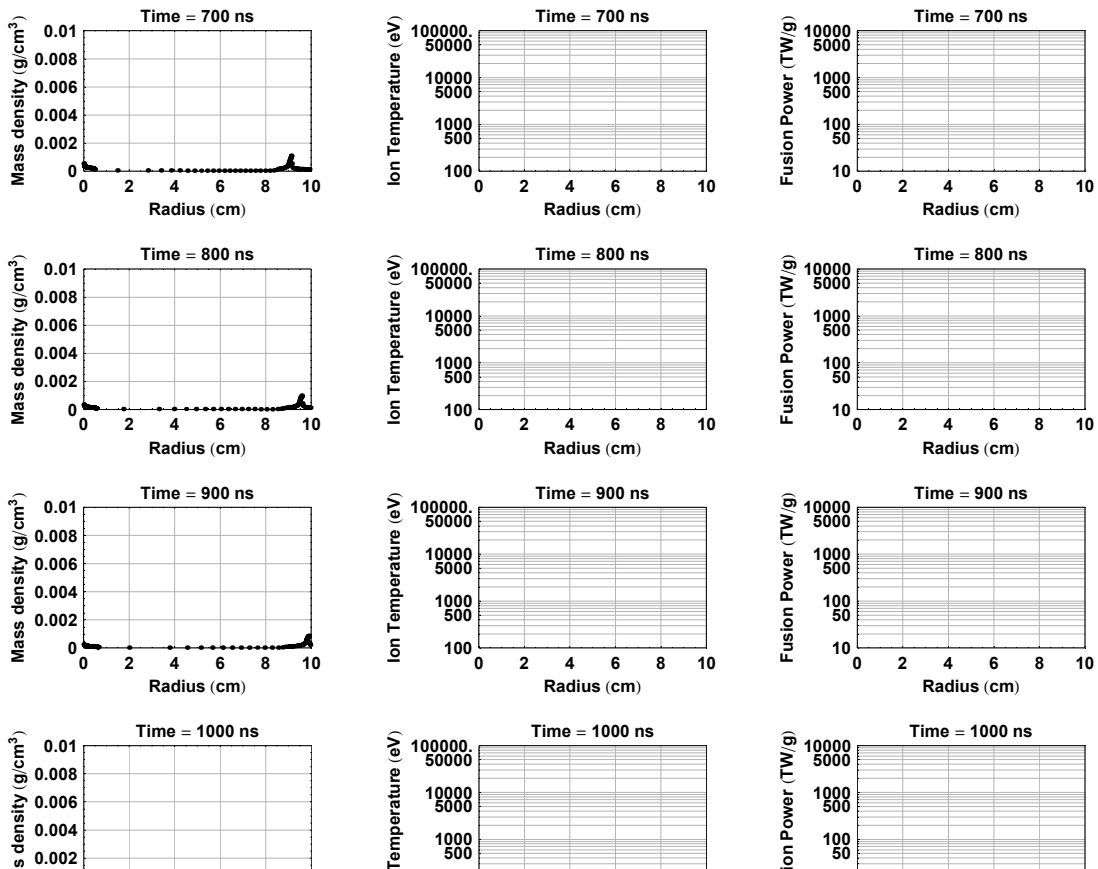 Time = 700 ns
Mass density (g/cm³)
0.01
0.008
0.006
0.004
0.002
0
0 2 4 6 8 10
Radius (cm)
Time = 700 ns
Ion Temperature (eV)
100000.
50000
10000
5000
1000
500
100
0 2 4 6 8 10
Radius (cm)
Time = 700 ns
Fusion Power (TW/g)
10000
5000
1000
500
100
50
10
0 2 4 6 8 10
Radius (cm)
Time = 800 ns
Mass density (g/cm³)
0.01
0.008
0.006
0.004
0.002
0
0 2 4 6 8 10
Radius (cm)
Time = 800 ns
Ion Temperature (eV)
100000.
50000
10000
5000
1000
500
100
0 2 4 6 8 10
Radius (cm)
Time = 800 ns
Fusion Power (TW/g)
10000
5000
1000
500
100
50
10
0 2 4 6 8 10
Radius (cm)
Time = 900 ns
Mass density (g/cm³)
0.01
0.008
0.006
0.004
0.002
0
0 2 4 6 8 10
Radius (cm)
Time = 900 ns
Ion Temperature (eV)
100000.
50000
10000
5000
1000
500
100
0 2 4 6 8 10
Radius (cm)
Time = 900 ns
Fusion Power (TW/g)
10000
5000
1000
500
100
50
10
0 2 4 6 8 10
Radius (cm)
Time = 1000 ns
s density (g/cm³)
0.01
0.008
0.006
0.004
0.002
Time = 1000 ns
Temperature (eV)
100000.
50000
10000
5000
1000
500
Time = 1000 ns
ion Power (TW/g)
10000
5000
1000
500
100
50